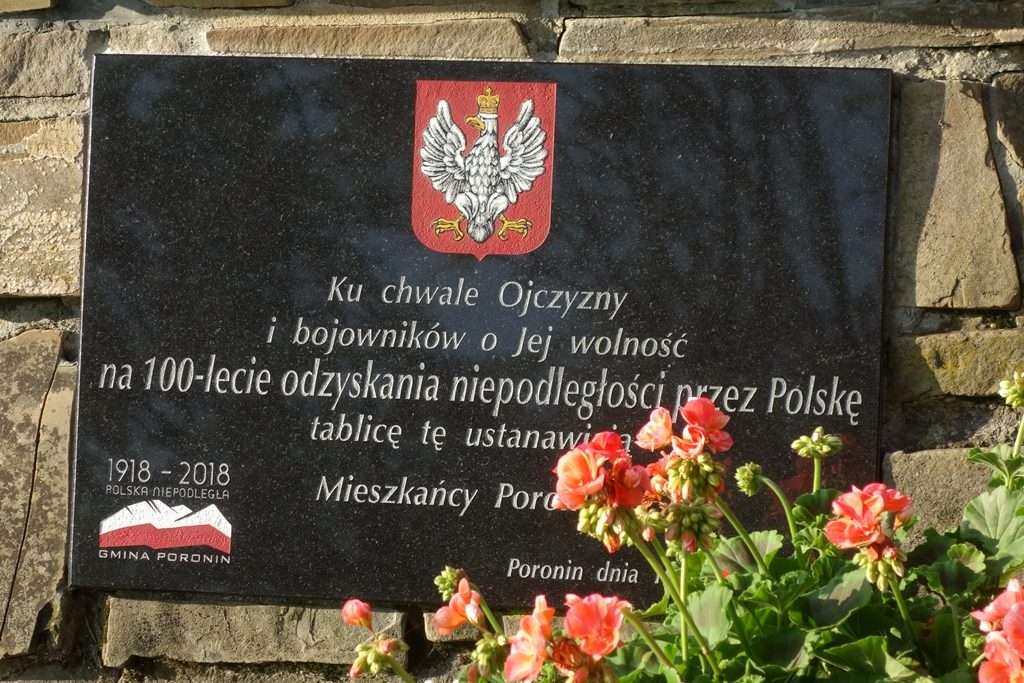 Ku chwale Ojczyzny
i bojowników o Jej wolność
na 100-lecie odzyskania niepodległości przez Polskę
tablicę tę
Mieszkańcy
1918 - 2018
POLSKA NIEPODLEGŁA
GMINA PORONIN
Poronin dnia